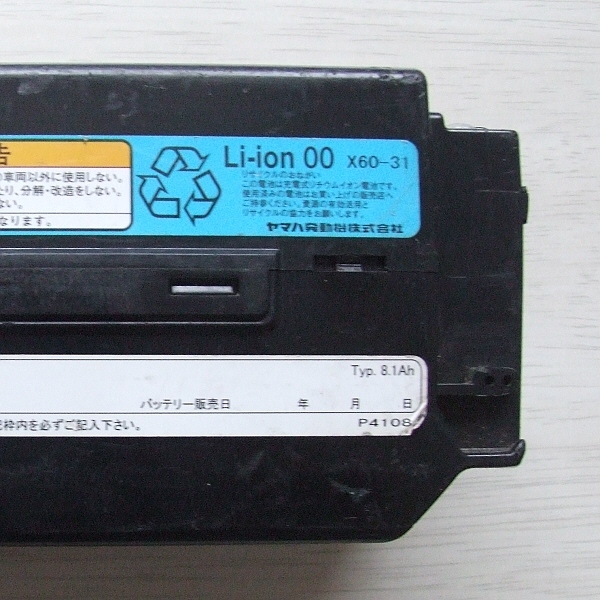 告
の車両以外に使用しない。
たり、分解・改造をしない。
ない。
なります。
Li-ion 00 X60-31
リサイクルのおねがい
この電池は充電式リチウムイオン電池です。
使用済みの電池はお買い上げの販売店へ
ご持参ください。資源の有効活用と
リサイクルの協力をお願いします。
ヤマハ発動機株式会社
Typ. 8.1Ah
バッテリー販売日 年 月 日
枠内を必ずご記入下さい。
P4108